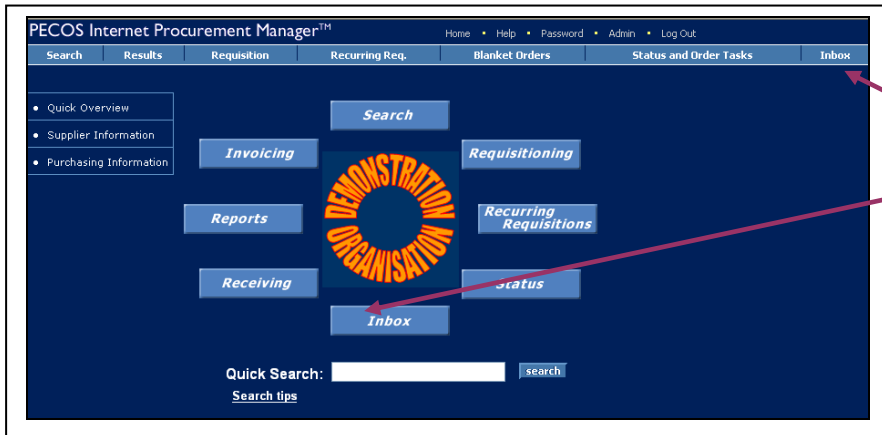 PECOS Internet Procurement Manager™
Home • Help • Password • Admin • Log Out
Search Results Requisition Recurring Req. Blanket Orders Status and Order Tasks Inbox
• Quick Overview
• Supplier Information
• Purchasing Information
Search
Invoicing
Requisitioning
Reports
DEMONSTRATION
ORGANISATION
Recurring
Requisitions
Receiving
Status
Inbox
Quick Search: search
Search tips